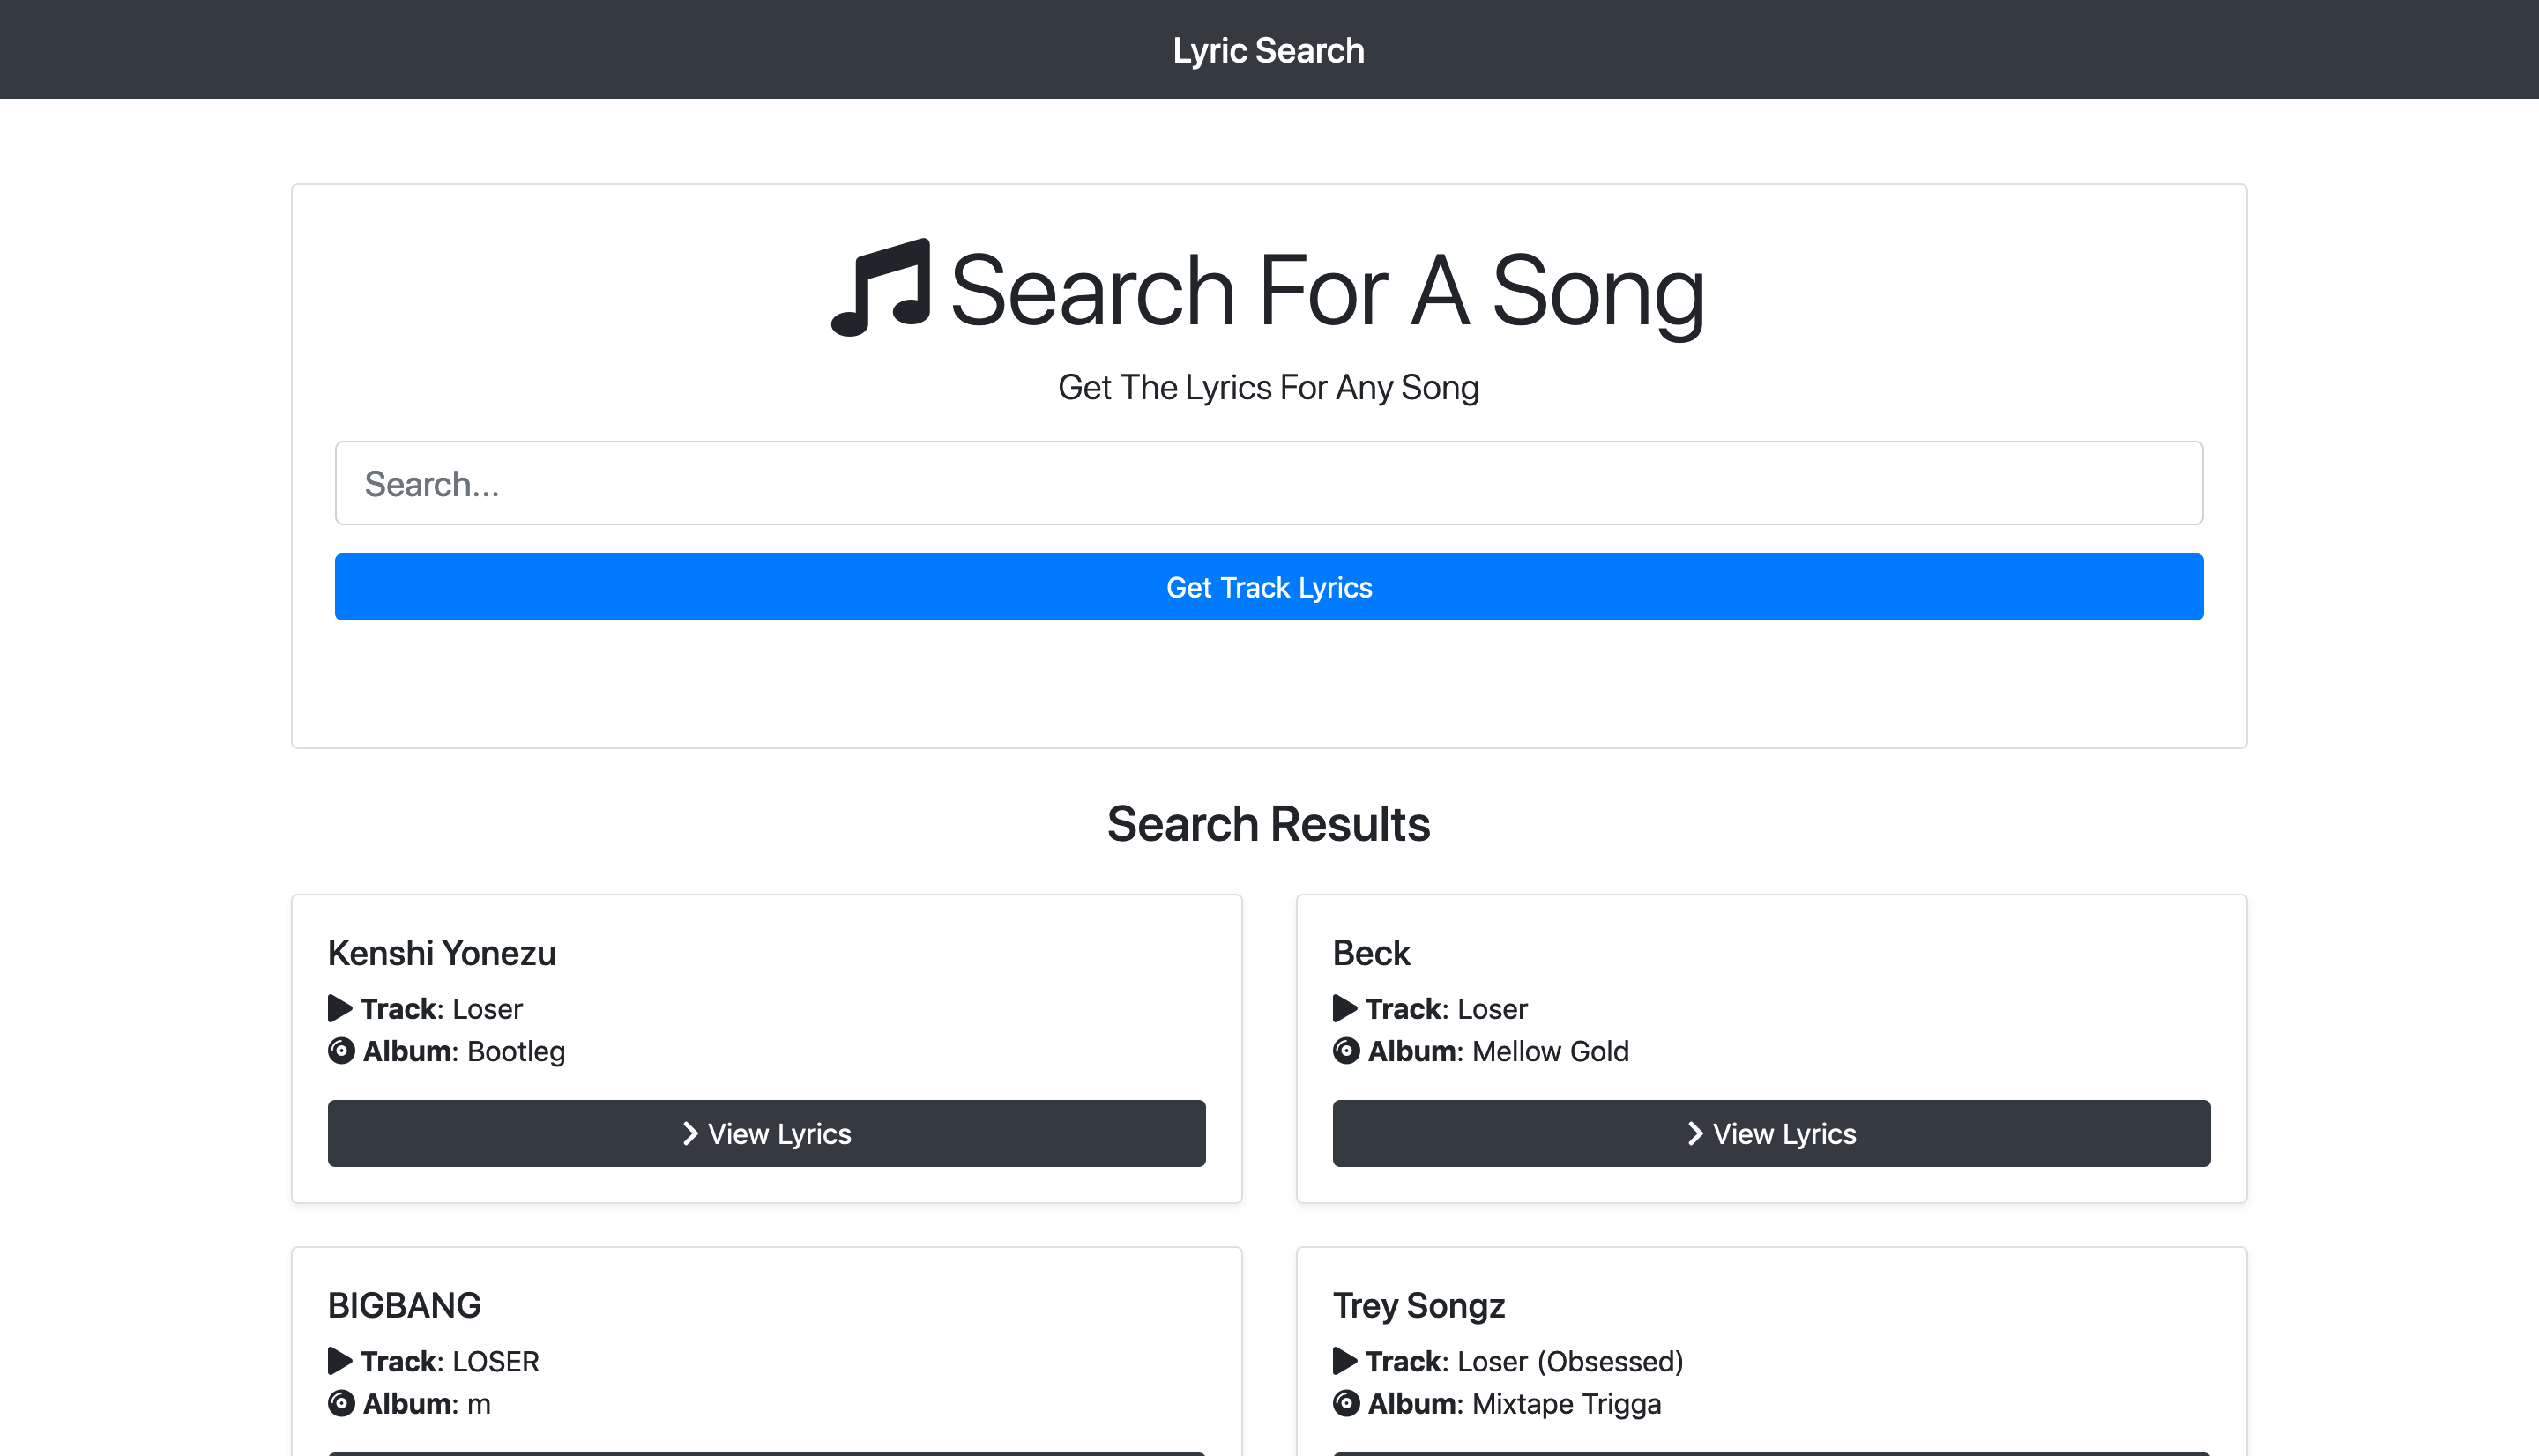 Lyric Search
Search For A Song
Get The Lyrics For Any Song
Search...
Get Track Lyrics
Search Results
Kenshi Yonezu
Track: Loser
Album: Bootleg
View Lyrics
Beck
Track: Loser
Album: Mellow Gold
View Lyrics
BIGBANG
Track: LOSER
Album: m
Trey Songz
Track: Loser (Obsessed)
Album: Mixtape Trigga